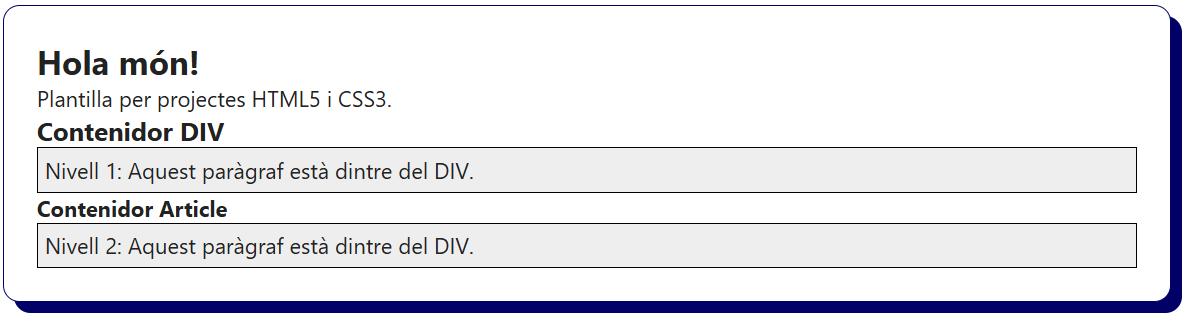 Hola món!
Plantilla per projectes HTML5 i CSS3.
Contenidor DIV
Nivell 1: Aquest paràgraf està dintre del DIV.
Contenidor Article
Nivell 2: Aquest paràgraf està dintre del DIV.